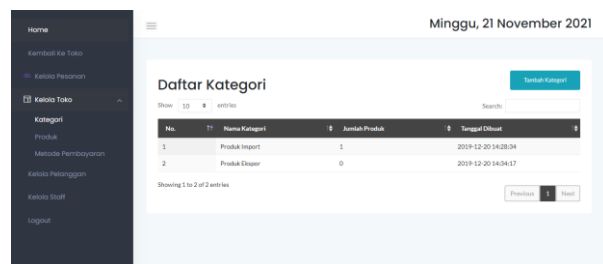 Home
Kembali Ke Toko
Kelola Pesanan
Kelola Toko
Kategori
Produk
Metode Pembayaran
Kelola Pelanggan
Kelola Staff
Logout
Minggu, 21 November 2021
Daftar Kategori
Tambah Kategori
Show 10 entries
Search:
No. Nama Kategori Jumlah Produk Tanggal Dibuat
1 Produk Import 1 2019-12-20 14:28:34
2 Produk Ekspor 0 2019-12-20 14:34:17
Showing 1 to 2 of 2 entries
Previous 1 Next